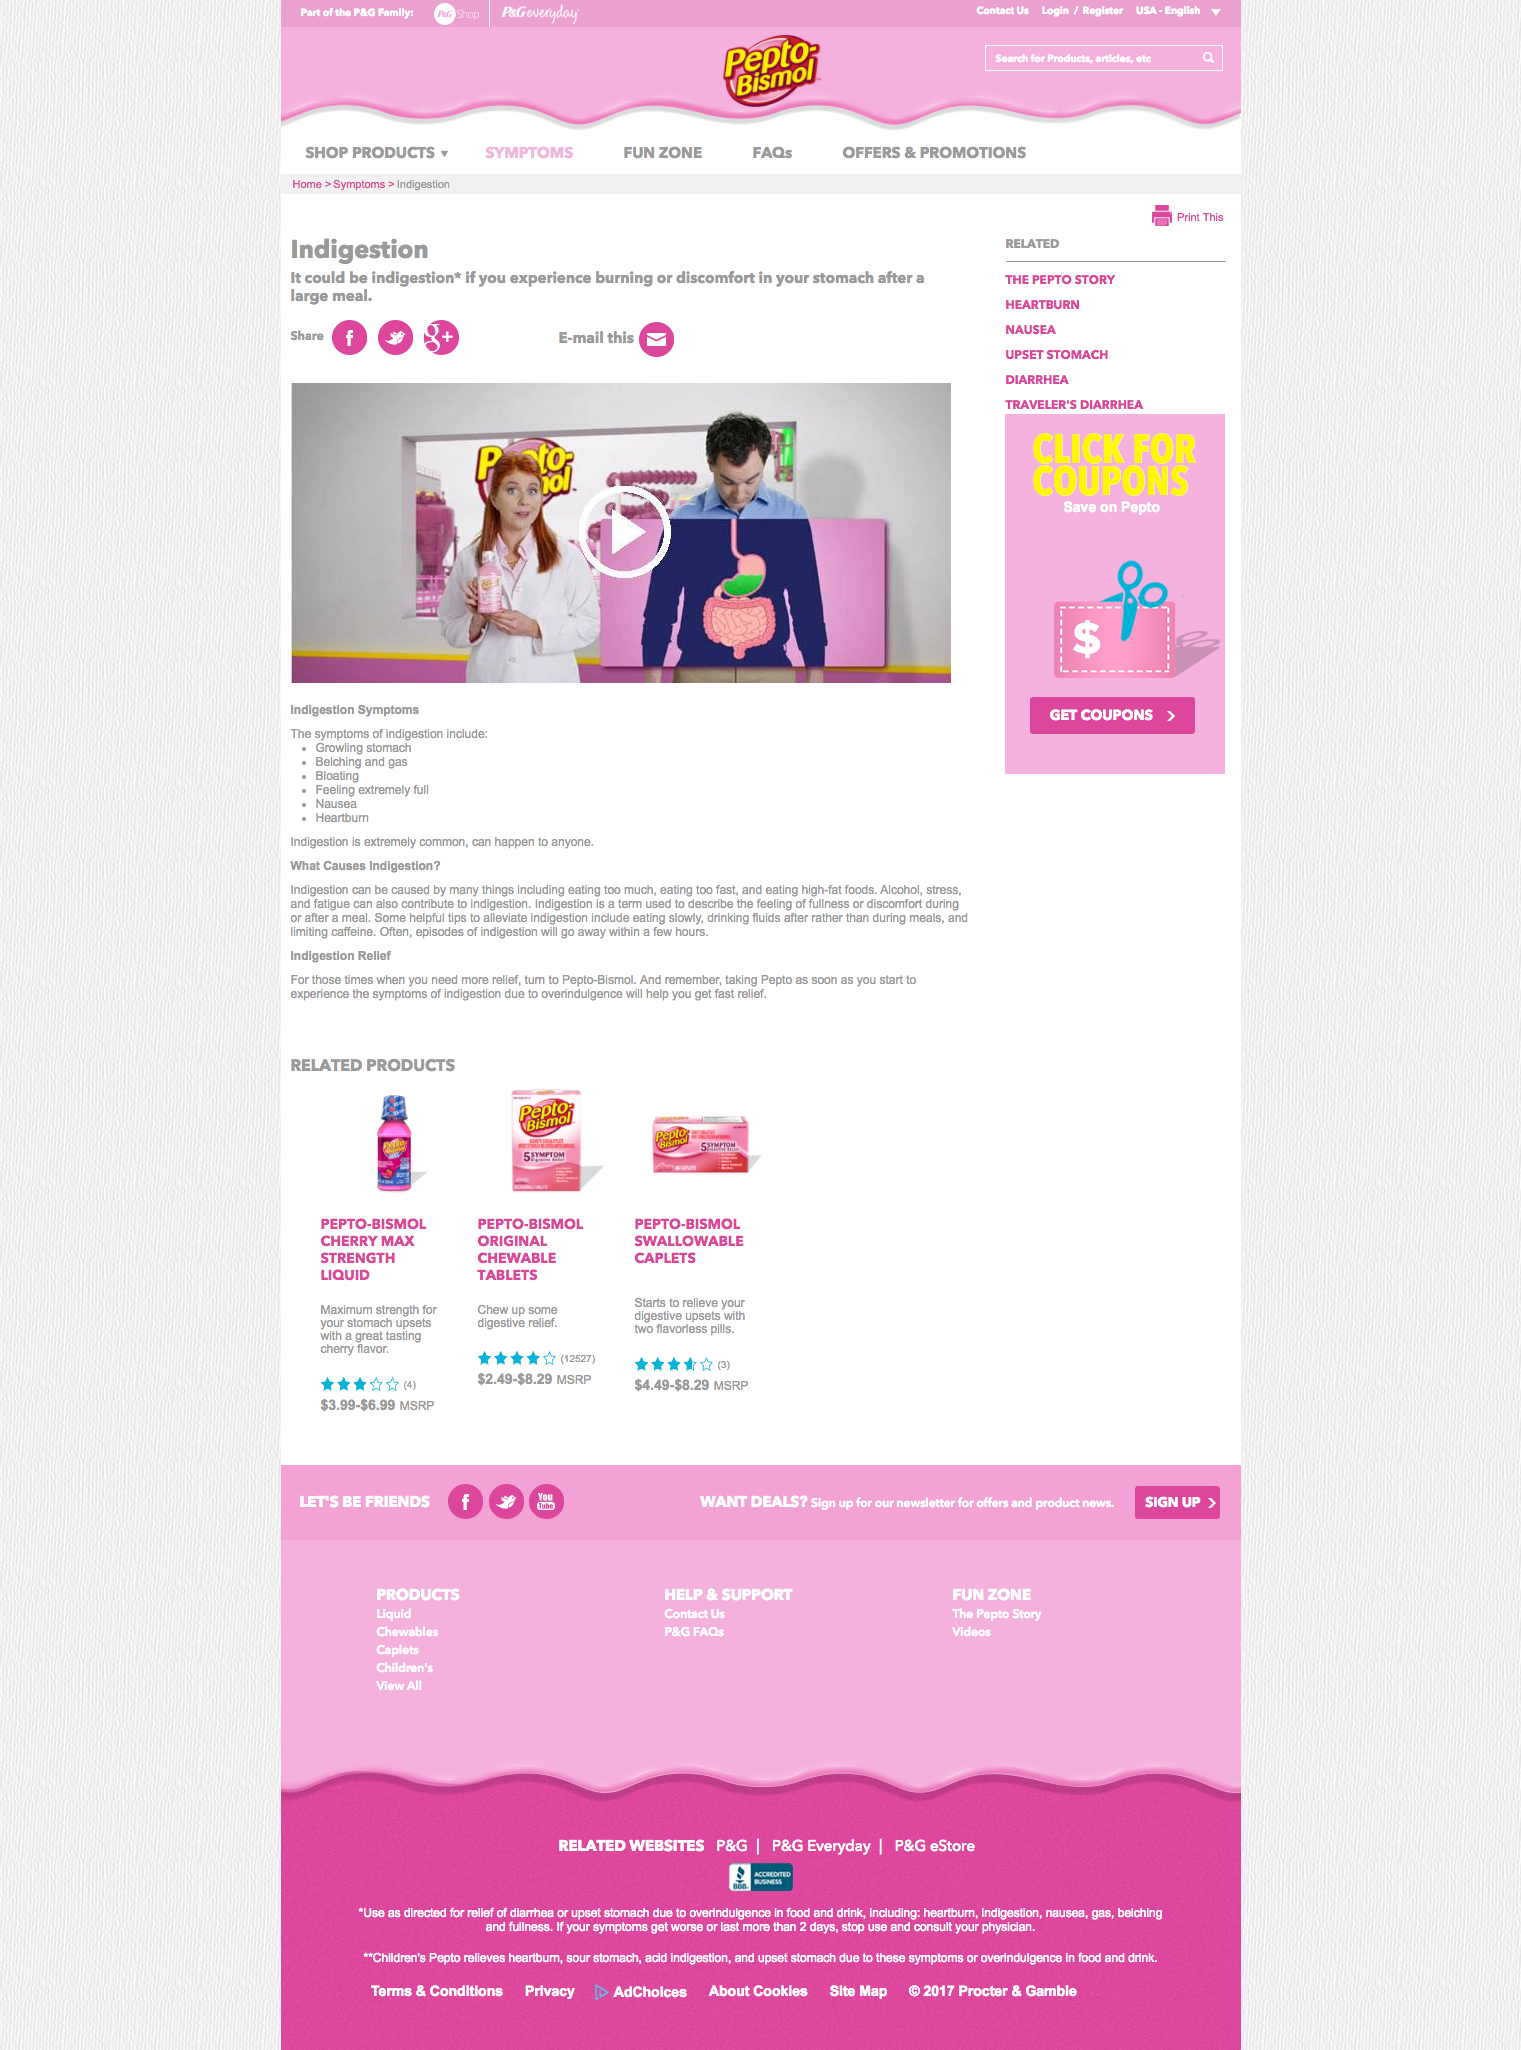 Part of the P&G Family: P&G Shop P&G everyday
Contact Us Login / Register USA - English
Pepto-
Bismol
Search for Products, articles, etc
SHOP PRODUCTS SYMPTOMS FUN ZONE FAQs OFFERS & PROMOTIONS
Home > Symptoms > Indigestion
Print This
Indigestion
It could be indigestion* if you experience burning or discomfort in your stomach after a
large meal.
Share f g+ E-mail this
RELATED
THE PEPTO STORY
HEARTBURN
NAUSEA
UPSET STOMACH
DIARRHEA
TRAVELER'S DIARRHEA
CLICK FOR
COUPONS
Save on Pepto
$
GET COUPONS
Indigestion Symptoms
The symptoms of indigestion include:
Growling stomach
Belching and gas
Bloating
Feeling extremely full
Nausea
Heartburn
Indigestion is extremely common, can happen to anyone.
What Causes Indigestion?
Indigestion can be caused by many things including eating too much, eating too fast, and eating high-fat foods. Alcohol, stress,
and fatigue can also contribute to indigestion. Indigestion is a term used to describe the feeling of fullness or discomfort during
or after a meal. Some helpful tips to alleviate indigestion include eating slowly, drinking fluids after rather than during meals, and
limiting caffeine. Often, episodes of indigestion will go away within a few hours.
Indigestion Relief
For those times when you need more relief, turn to Pepto-Bismol. And remember, taking Pepto as soon as you start to
experience the symptoms of indigestion due to overindulgence will help you get fast relief.
RELATED PRODUCTS
Pepto-
Bismol
5 SYMPTOM
Digestive Relief
Pepto-
Bismol
5 SYMPTOM
PEPTO-BISMOL
CHERRY MAX
STRENGTH
LIQUID
Maximum strength for
your stomach upsets
with a great tasting
cherry flavor.
(4)
$3.99-$6.99 MSRP
PEPTO-BISMOL
ORIGINAL
CHEWABLE
TABLETS
Chew up some
digestive relief.
(12527)
$2.49-$8.29 MSRP
PEPTO-BISMOL
SWALLOWABLE
CAPLETS
Starts to relieve your
digestive upsets with
two flavorless pills.
(3)
$4.49-$8.29 MSRP
LET'S BE FRIENDS f You Tube
WANT DEALS? Sign up for our newsletter for offers and product news. SIGN UP
PRODUCTS
Liquid
Chewables
Caplets
Children's
View All
HELP & SUPPORT
Contact Us
P&G FAQs
FUN ZONE
The Pepto Story
Videos
RELATED WEBSITES P&G | P&G Everyday | P&G eStore
BBB ACCREDITED
BUSINESS
*Use as directed for relief of diarrhea or upset stomach due to overindulgence in food and drink, including: heartburn, indigestion, nausea, gas, belching
and fullness. If your symptoms get worse or last more than 2 days, stop use and consult your physician.
**Children's Pepto relieves heartburn, sour stomach, acid indigestion, and upset stomach due to these symptoms or overindulgence in food and drink.
Terms & Conditions Privacy AdChoices About Cookies Site Map © 2017 Procter & Gamble